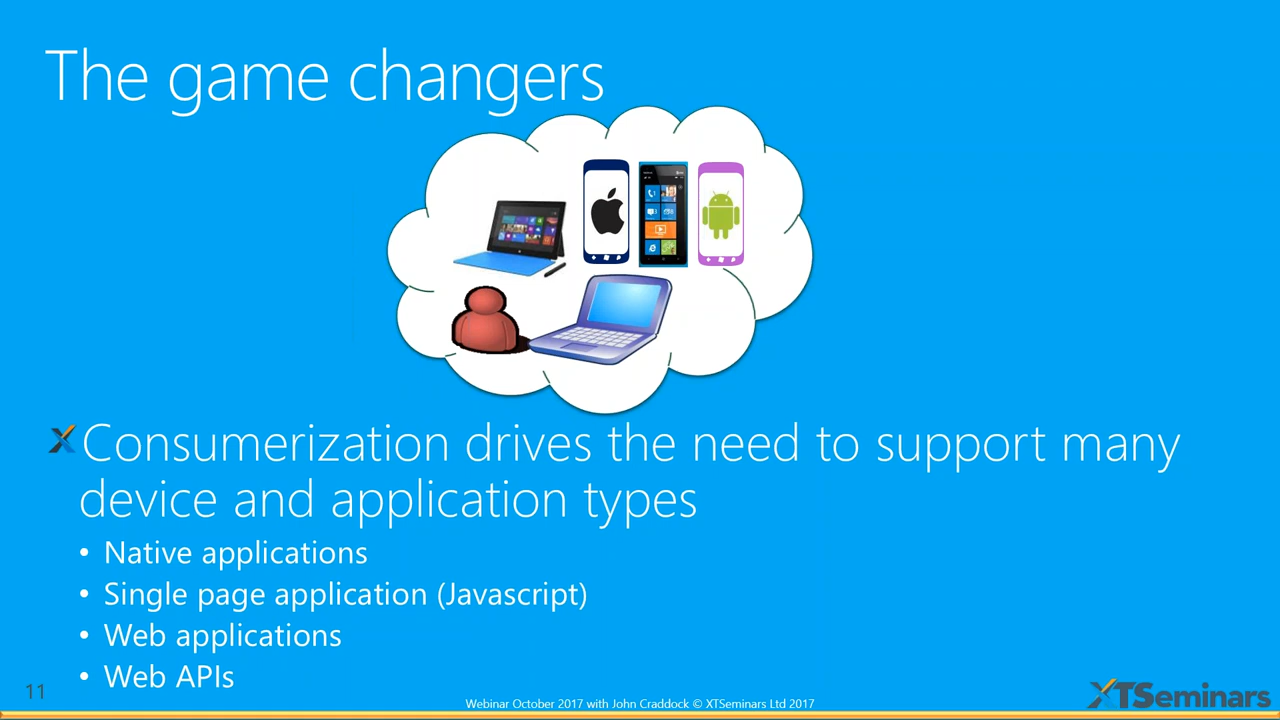 The game changers
Consumerization drives the need to support many
device and application types
• Native applications
• Single page application (Javascript)
• Web applications
• Web APIs
11
Webinar October 2017 with John Craddock © XTSeminars Ltd 2017
XTSeminars